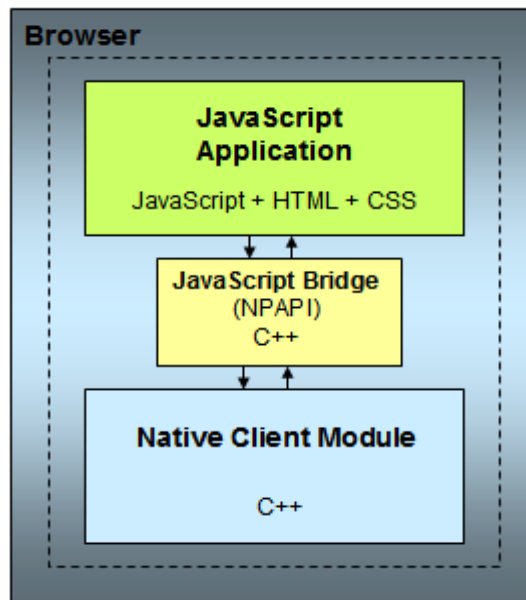 Browser
JavaScript
Application
JavaScript + HTML + CSS
JavaScript Bridge
(NPAPI)
C++
Native Client Module
C++